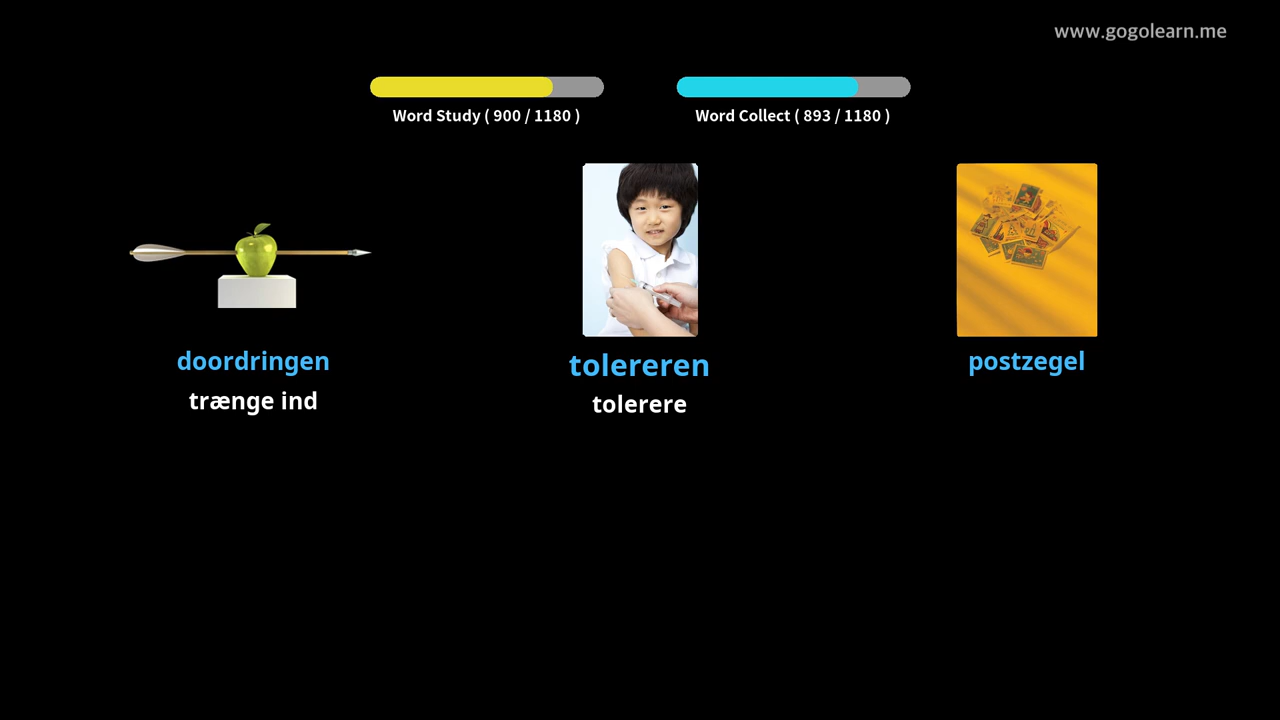 www.gogolearn.me
Word Study ( 900 / 1180 )
Word Collect ( 893 / 1180 )
doordringen
trænge ind
tolereren
tolerere
postzegel